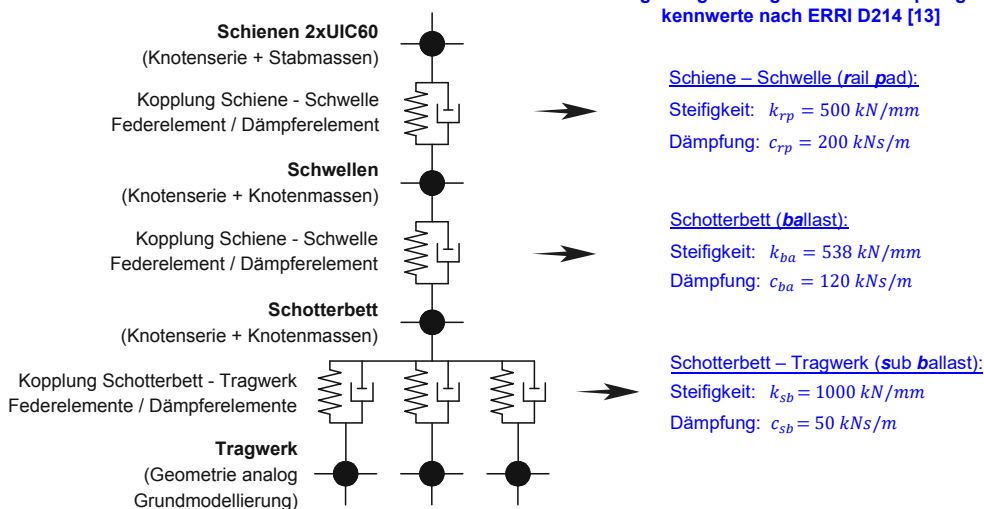 kennwerte nach ERRI D214 [13]
Schienen 2xUIC60
(Knotenserie + Stabmassen)
Kopplung Schiene - Schwelle
Federelement / Dämpferelement
Schiene – Schwelle (rail pad):
Steifigkeit: k_rp = 500 kN/mm
Dämpfung: c_rp = 200 kNs/m
Schwellen
(Knotenserie + Knotenmassen)
Kopplung Schiene - Schwelle
Federelement / Dämpferelement
Schotterbett (ballast):
Steifigkeit: k_ba = 538 kN/mm
Dämpfung: c_ba = 120 kNs/m
Schotterbett
(Knotenserie + Knotenmassen)
Kopplung Schotterbett - Tragwerk
Federelemente / Dämpferelemente
Schotterbett – Tragwerk (sub ballast):
Steifigkeit: k_sb = 1000 kN/mm
Dämpfung: c_sb = 50 kNs/m
Tragwerk
(Geometrie analog
Grundmodellierung)